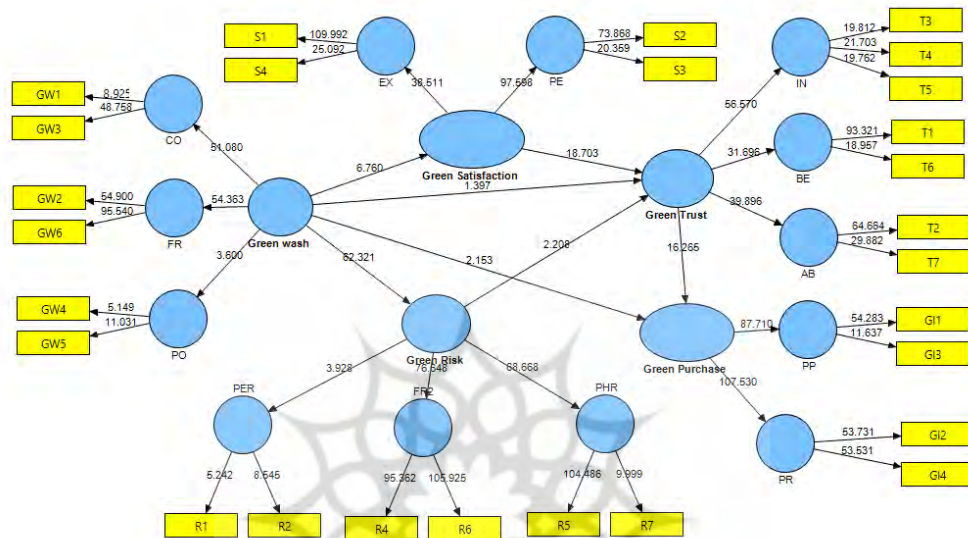 S1
109.992
S4
25.092
EX
73.868
S2
20.359
S3
PE
19.812
T3
21.703
T4
19.762
T5
IN
GW1
8.925
GW3
48.758
CO
38.511
97.598
56.570
93.321
T1
18.957
T6
BE
31.696
51.080
6.760
Green Satisfaction
18.703
1.397
GW2
54.900
GW6
95.540
FR
54.363
Green wash
Green Trust
39.896
64.664
T2
29.882
T7
AB
3.600
62.321
2.153
2.208
16.265
GW4
5.149
GW5
11.031
PO
Green Risk
Green Purchase
87.710
54.283
GI1
11.637
GI3
PP
107.530
3.928
76.648
68.668
PER
FR2
PHR
53.731
GI2
53.531
GI4
PR
5.242
8.545
95.362
105.925
104.486
9.999
R1
R2
R4
R6
R5
R7